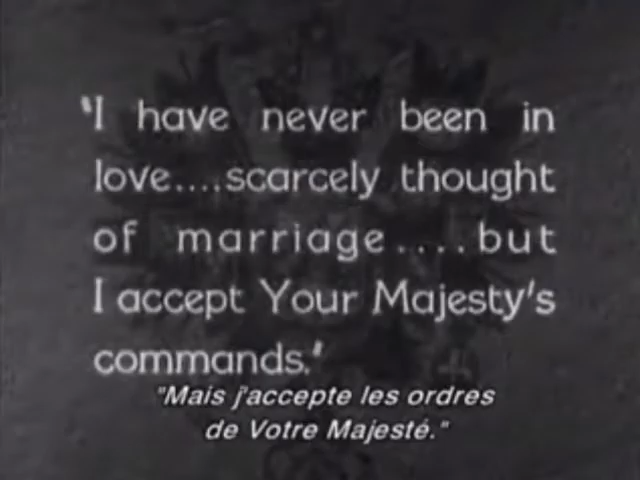 'I have never been in
love....scarcely thought
of marriage....but
I accept Your Majesty's
commands.'
"Mais j'accepte les ordres
de Votre Majesté."